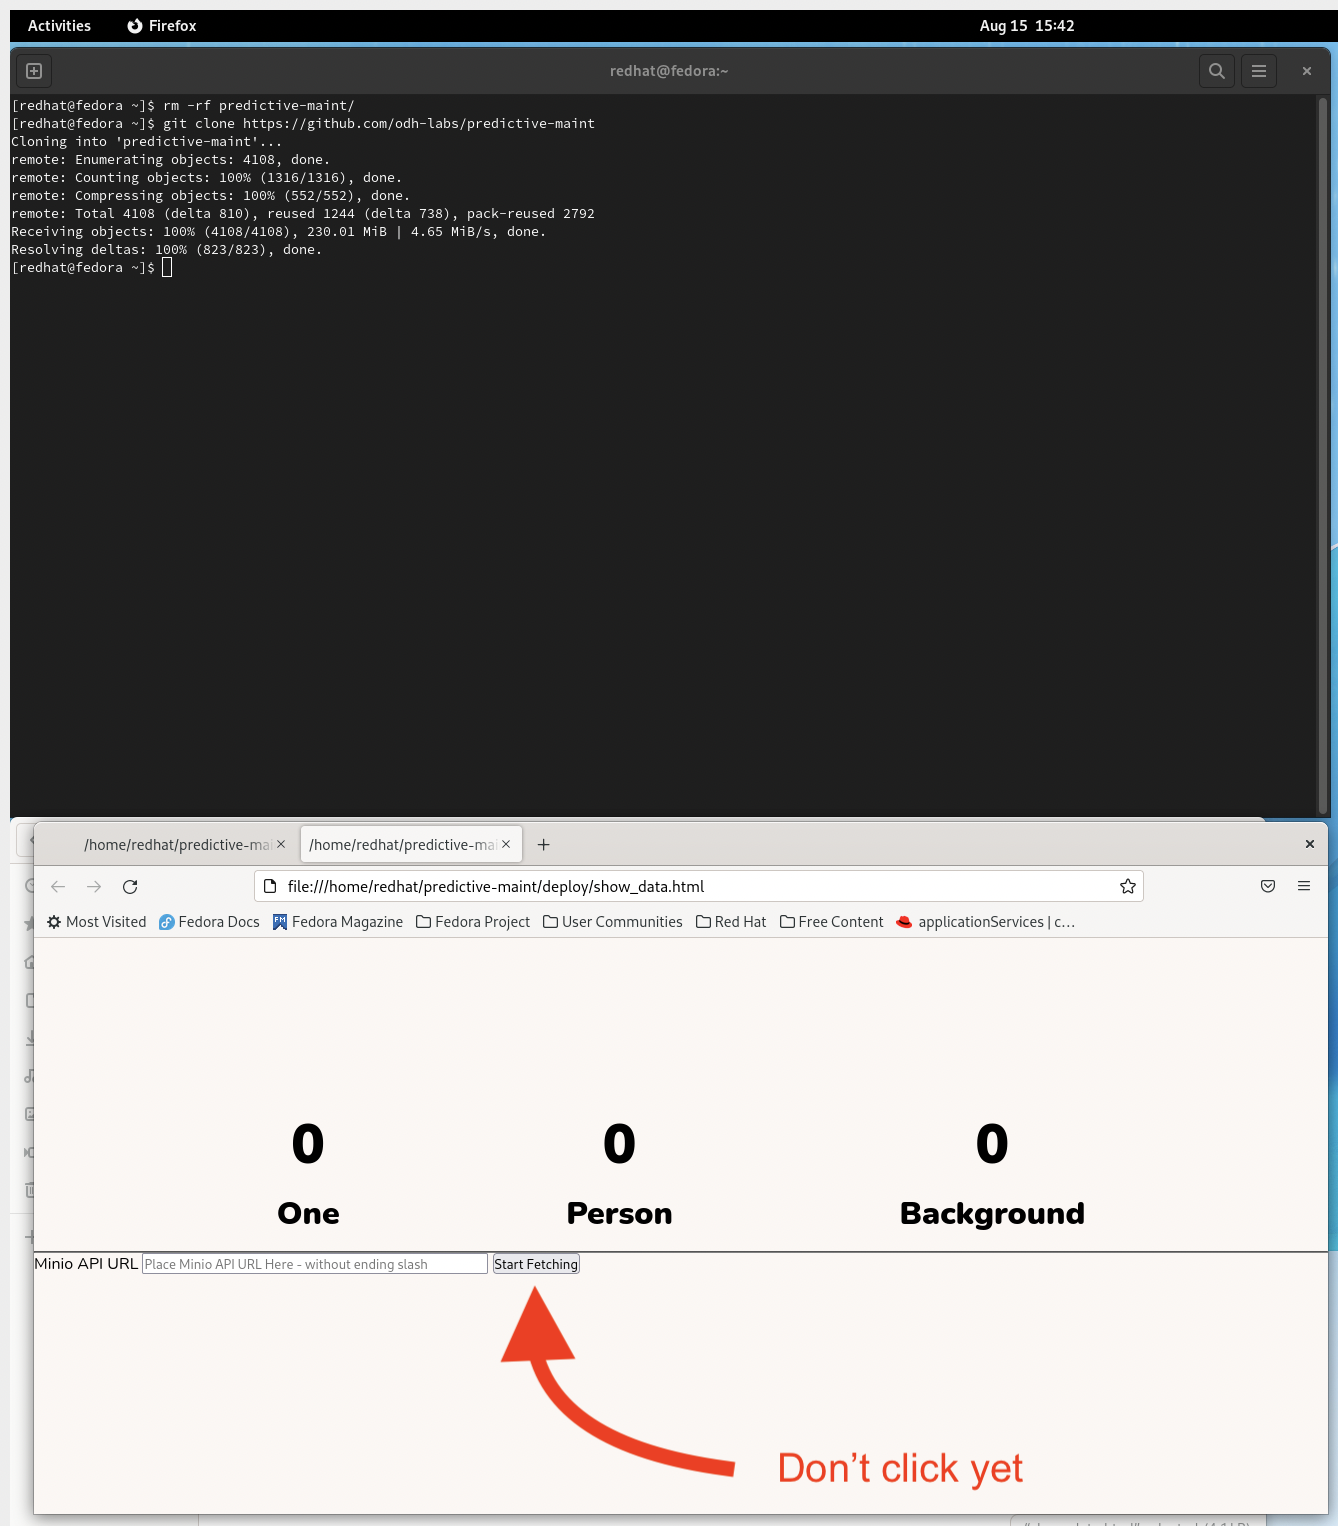 Activities Firefox Aug 15 15:42
redhat@fedora:~
[redhat@fedora ~]$ rm -rf predictive-maint/
[redhat@fedora ~]$ git clone https://github.com/odh-labs/predictive-maint
Cloning into 'predictive-maint'...
remote: Enumerating objects: 4108, done.
remote: Counting objects: 100% (1316/1316), done.
remote: Compressing objects: 100% (552/552), done.
remote: Total 4108 (delta 810), reused 1244 (delta 738), pack-reused 2792
Receiving objects: 100% (4108/4108), 230.01 MiB | 4.65 MiB/s, done.
Resolving deltas: 100% (823/823), done.
[redhat@fedora ~]$
/home/redhat/predictive-mai /home/redhat/predictive-mai
file:///home/redhat/predictive-maint/deploy/show_data.html
Most Visited Fedora Docs Fedora Magazine Fedora Project User Communities Red Hat Free Content applicationServices | c…
0 0 0
One Person Background
Minio API URL Place Minio API URL Here - without ending slash Start Fetching
Don't click yet